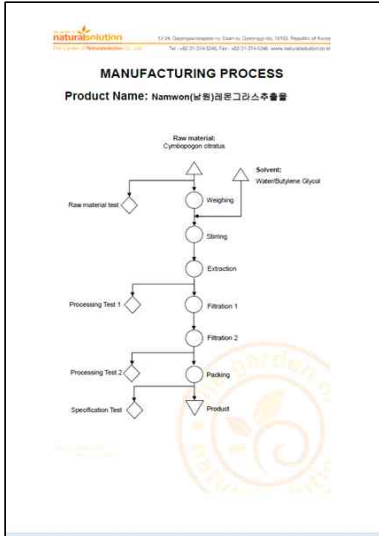 naturalsolution
MANUFACTURING PROCESS
Product Name: Namwon(남원)레몬그라스추출물
Raw material:
Cymbopogon citratus
Solvent:
Water/Butylene Glycol
Raw material test
Weighing
Stirring
Extraction
Processing Test 1
Filtration 1
Filtration 2
Processing Test 2
Packing
Specification Test
Product